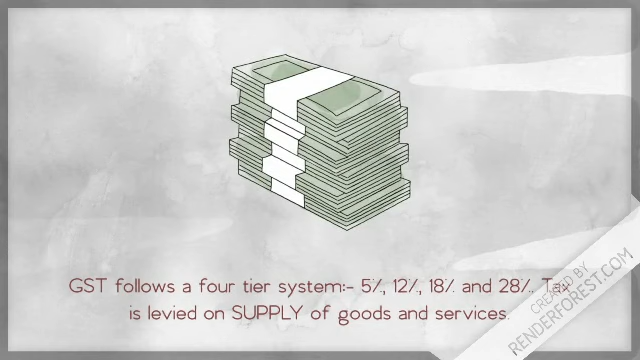 GST follows a four tier system:- 5%, 12%, 18% and 28%. Tax
is levied on SUPPLY of goods and services.
CREATED BY
RENDERFOREST.COM